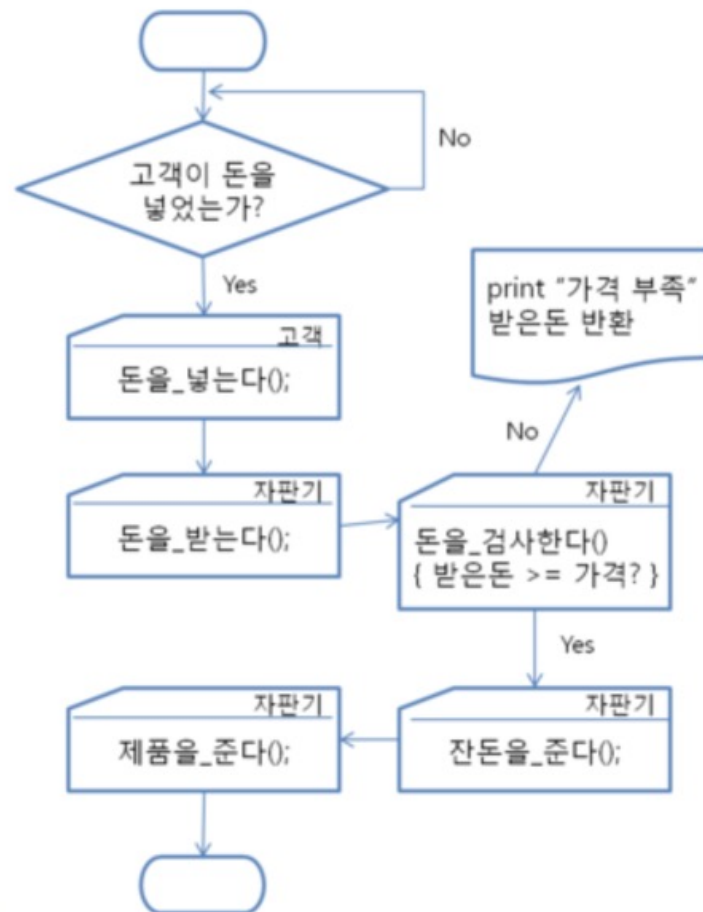 No
고객이 돈을
넣었는가?
Yes
고객
돈을_넣는다();
자판기
돈을_받는다();
자판기
돈을_검사한다()
{ 받은돈 >= 가격? }
No
print "가격 부족"
받은돈 반환
Yes
자판기
잔돈을_준다();
자판기
제품을_준다();